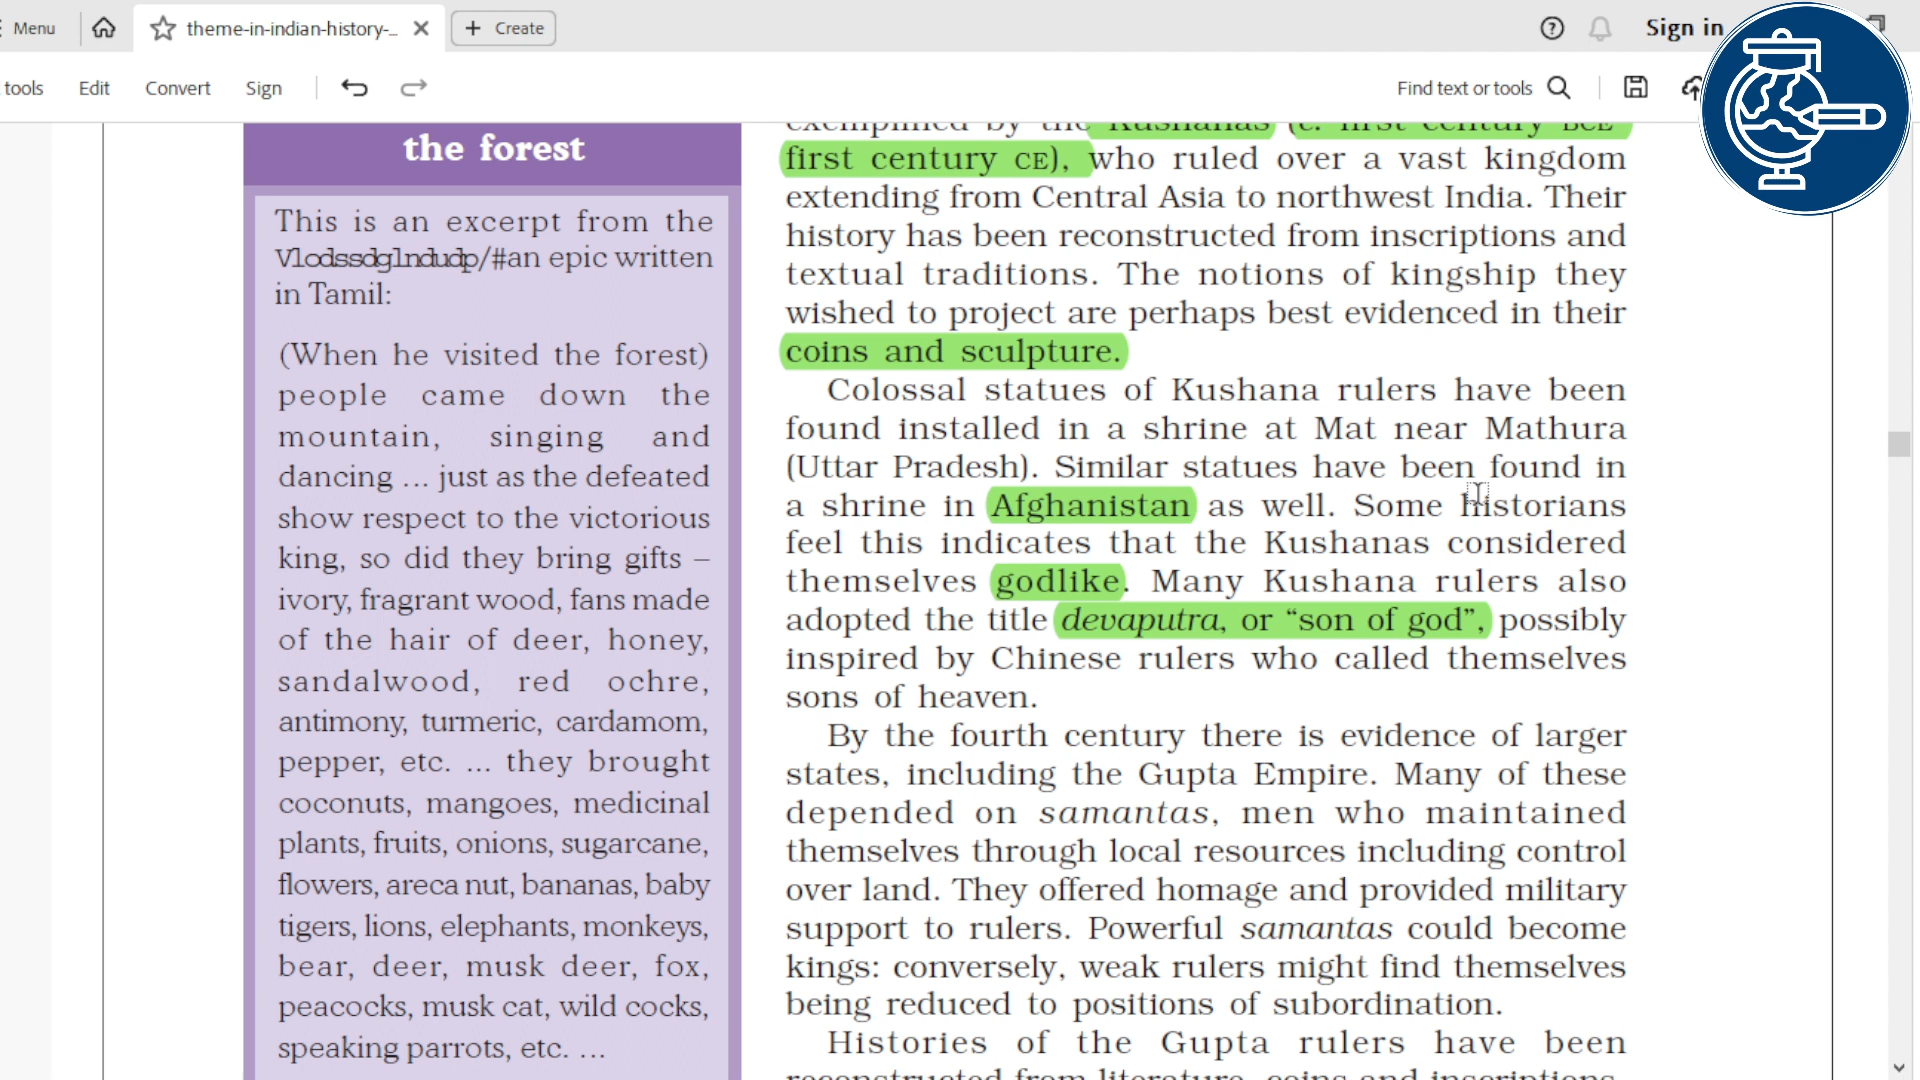 Menu
theme-in-indian-history-...
Create
Sign in
tools
Edit
Convert
Sign
Find text or tools
the forest
This is an excerpt from the
Vlodssdglndudp/#an epic written
in Tamil:
(When he visited the forest)
people came down the
mountain, singing and
dancing ... just as the defeated
show respect to the victorious
king, so did they bring gifts –
ivory, fragrant wood, fans made
of the hair of deer, honey,
sandalwood, red ochre,
antimony, turmeric, cardamom,
pepper, etc. ... they brought
coconuts, mangoes, medicinal
plants, fruits, onions, sugarcane,
flowers, areca nut, bananas, baby
tigers, lions, elephants, monkeys,
bear, deer, musk deer, fox,
peacocks, musk cat, wild cocks,
speaking parrots, etc. ...
exemplified by the Kushanas (c. first century BCE-
first century CE), who ruled over a vast kingdom
extending from Central Asia to northwest India. Their
history has been reconstructed from inscriptions and
textual traditions. The notions of kingship they
wished to project are perhaps best evidenced in their
coins and sculpture.
Colossal statues of Kushana rulers have been
found installed in a shrine at Mat near Mathura
(Uttar Pradesh). Similar statues have been found in
a shrine in Afghanistan as well. Some historians
feel this indicates that the Kushanas considered
themselves godlike. Many Kushana rulers also
adopted the title devaputra, or “son of god”, possibly
inspired by Chinese rulers who called themselves
sons of heaven.
By the fourth century there is evidence of larger
states, including the Gupta Empire. Many of these
depended on samantas, men who maintained
themselves through local resources including control
over land. They offered homage and provided military
support to rulers. Powerful samantas could become
kings: conversely, weak rulers might find themselves
being reduced to positions of subordination.
Histories of the Gupta rulers have been
reconstructed from literature, coins and inscriptions,